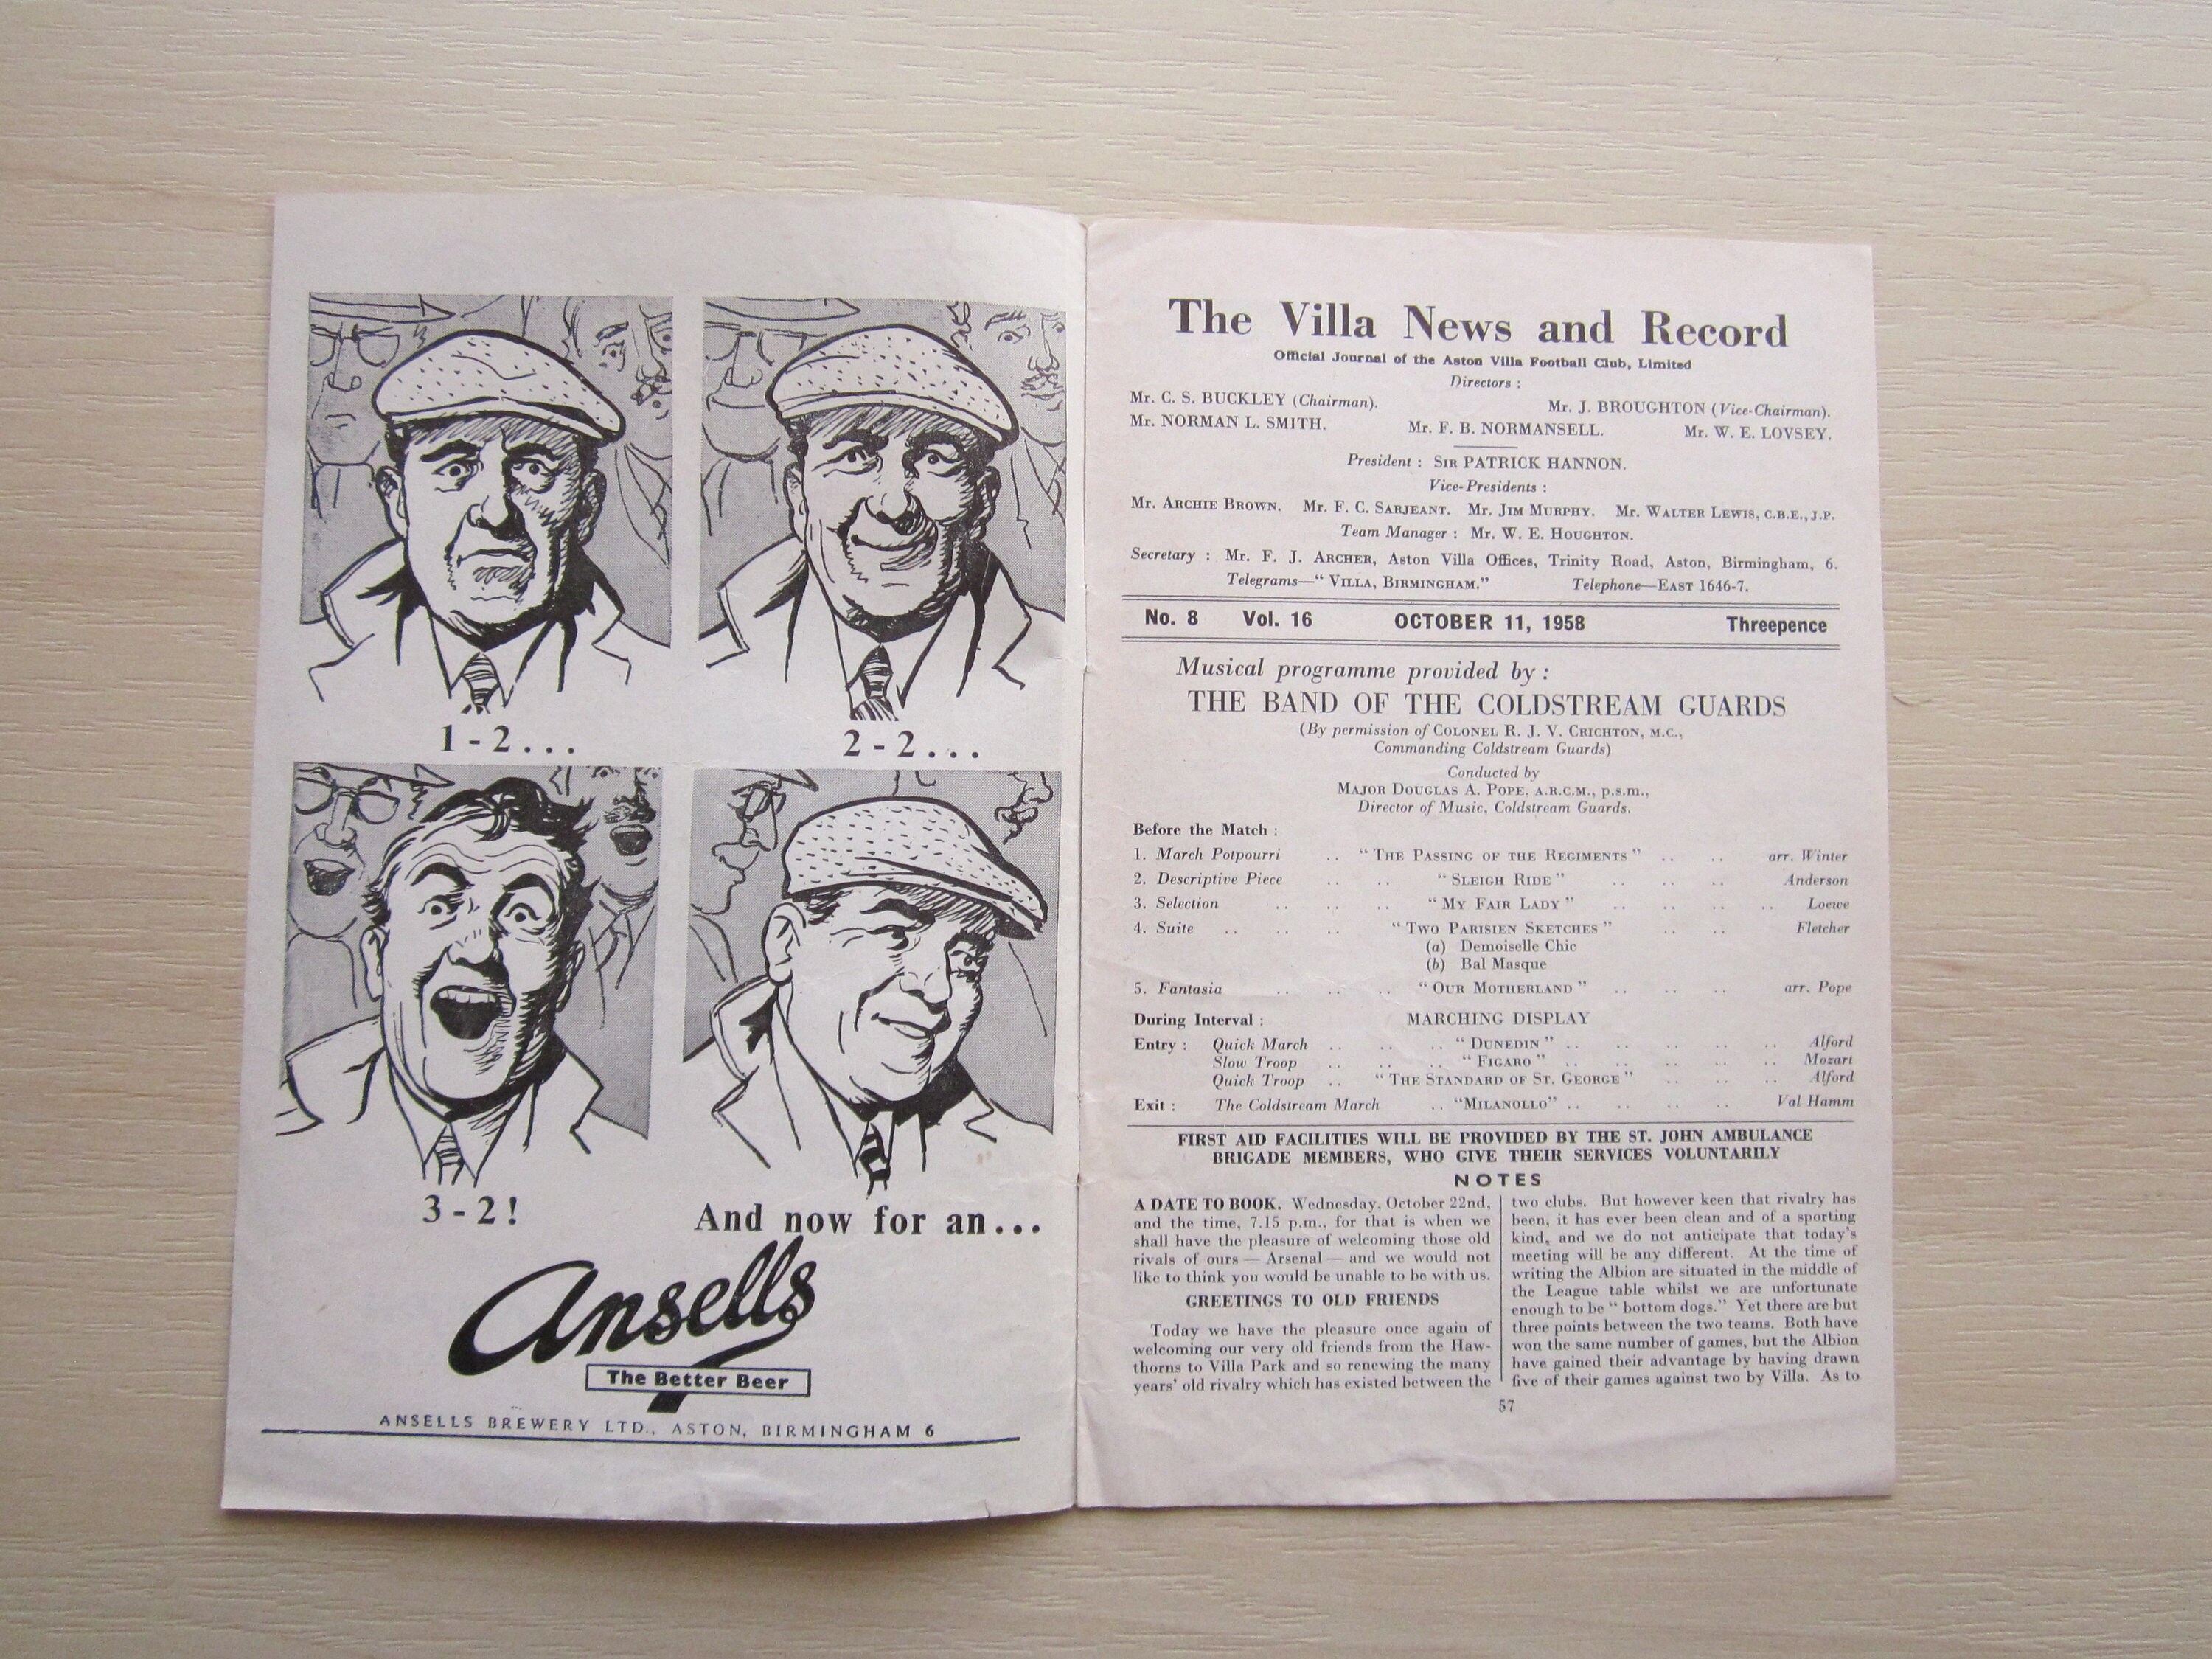 1-2...
2-2...
3-2!
And now for an...
Ansells
The Better Beer
ANSELLS BREWERY LTD., ASTON, BIRMINGHAM 6
The Villa News and Record
Official Journal of the Aston Villa Football Club, Limited
Directors :
Mr. C. S. BUCKLEY (Chairman). Mr. J. BROUGHTON (Vice-Chairman).
Mr. NORMAN L. SMITH. Mr. F. B. NORMANSELL. Mr. W. E. LOVSEY.
President : SIR PATRICK HANNON.
Vice-Presidents :
Mr. ARCHIE BROWN. Mr. F. C. SARJEANT. Mr. JIM MURPHY. Mr. WALTER LEWIS, C.B.E., J.P.
Team Manager : Mr. W. E. HOUGHTON.
Secretary : Mr. F. J. ARCHER, Aston Villa Offices, Trinity Road, Aston, Birmingham, 6.
Telegrams—" VILLA, BIRMINGHAM." Telephone—EAST 1646-7.
No. 8 Vol. 16 OCTOBER 11, 1958 Threepence
Musical programme provided by :
THE BAND OF THE COLDSTREAM GUARDS
(By permission of COLONEL R. J. V. CRICHTON, M.C.,
Commanding Coldstream Guards)
Conducted by
MAJOR DOUGLAS A. POPE, A.R.C.M., p.s.m.,
Director of Music, Coldstream Guards.
Before the Match :
1. March Potpourri .. " THE PASSING OF THE REGIMENTS " .. .. arr. Winter
2. Descriptive Piece .. .. " SLEIGH RIDE " .. .. .. Anderson
3. Selection .. .. .. " MY FAIR LADY " .. .. .. .. Loewe
4. Suite .. .. .. " TWO PARISIEN SKETCHES " .. .. Fletcher
(a) Demoiselle Chic
(b) Bal Masque
5. Fantasia .. .. .. " OUR MOTHERLAND " .. .. .. arr. Pope
During Interval : MARCHING DISPLAY
Entry : Quick March .. .. .. " DUNEDIN " .. .. .. .. .. Alford
Slow Troop .. .. .. " FIGARO " .. .. .. .. .. Mozart
Quick Troop .. " THE STANDARD OF ST. GEORGE " .. .. .. Alford
Exit : The Coldstream March .. "MILANOLLO" .. .. .. .. Val Hamm
FIRST AID FACILITIES WILL BE PROVIDED BY THE ST. JOHN AMBULANCE
BRIGADE MEMBERS, WHO GIVE THEIR SERVICES VOLUNTARILY
NOTES
A DATE TO BOOK. Wednesday, October 22nd,
and the time, 7.15 p.m., for that is when we
shall have the pleasure of welcoming those old
rivals of ours — Arsenal — and we would not
like to think you would be unable to be with us.
GREETINGS TO OLD FRIENDS
Today we have the pleasure once again of
welcoming our very old friends from the Haw-
thorns to Villa Park and so renewing the many
years' old rivalry which has existed between the
two clubs. But however keen that rivalry has
been, it has ever been clean and of a sporting
kind, and we do not anticipate that today's
meeting will be any different. At the time of
writing the Albion are situated in the middle of
the League table whilst we are unfortunate
enough to be " bottom dogs." Yet there are but
three points between the two teams. Both have
won the same number of games, but the Albion
have gained their advantage by having drawn
five of their games against two by Villa. As to
57